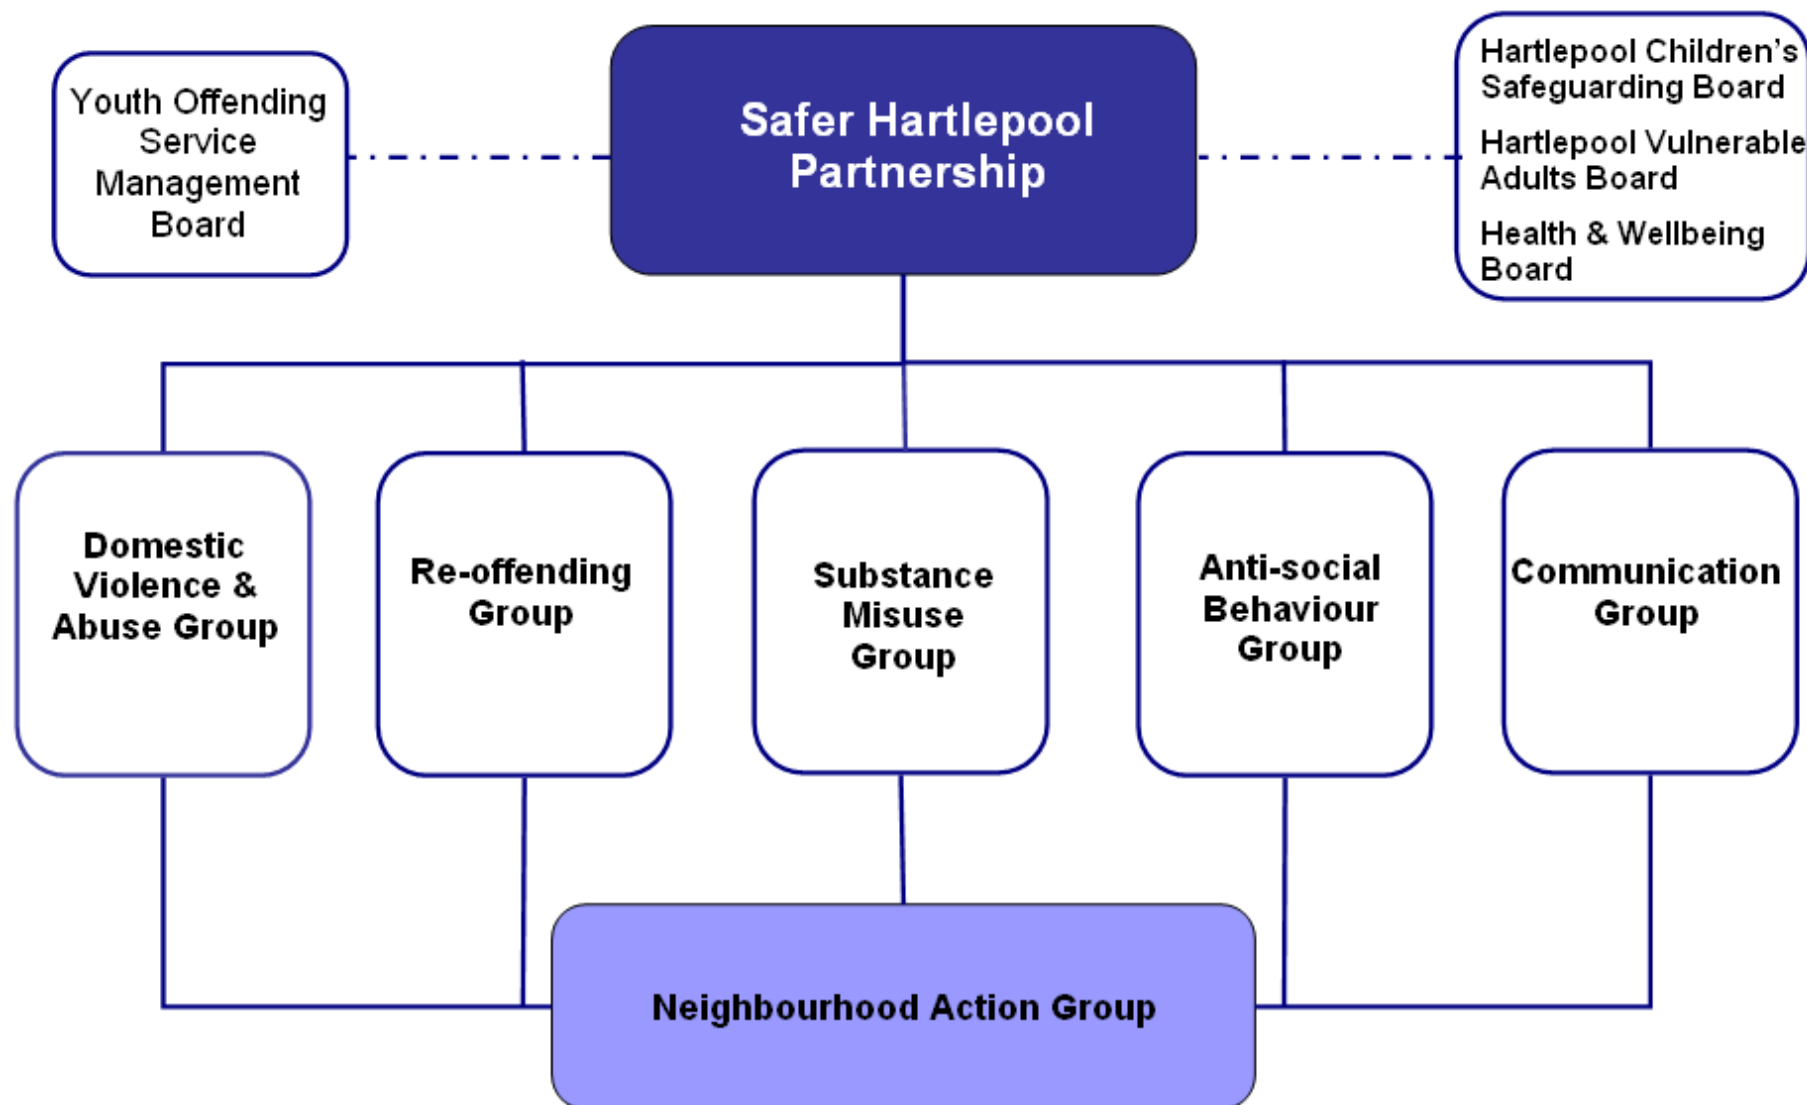 Youth Offending
Service
Management
Board
Safer Hartlepool
Partnership
Hartlepool Children's
Safeguarding Board
Hartlepool Vulnerable
Adults Board
Health & Wellbeing
Board
Domestic
Violence &
Abuse Group
Re-offending
Group
Substance
Misuse
Group
Anti-social
Behaviour
Group
Communication
Group
Neighbourhood Action Group